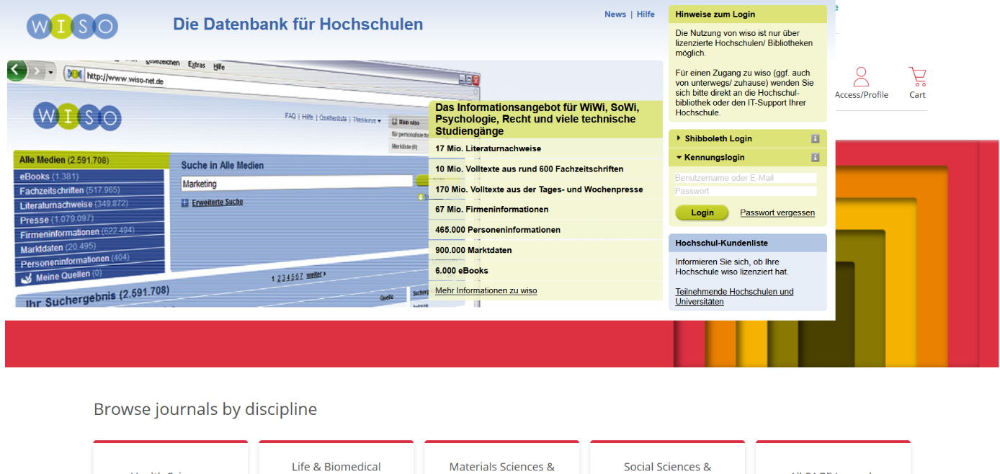 WISO
Die Datenbank für Hochschulen
News | Hilfe
Extras Hilfe
http://www.wiso-net.de
WISO
FAQ | Hilfe | Quellenliste | Thesaurus
Mein wiso
für personalisierte
Merkliste (0)
Alle Medien (2.591.708)
eBooks (1.381)
Fachzeitschriften (517.965)
Literaturnachweise (349.872)
Presse (1.079.097)
Firmeninformationen (622.494)
Marktdaten (20.495)
Personeninformationen (404)
Meine Quellen (0)
Suche in Alle Medien
Marketing
Erweiterte Suche
1 2 3 4 5 6 7 weiter
Ihr Suchergebnis (2.591.708)
Quelle
Das Informationsangebot für WiWi, SoWi,
Psychologie, Recht und viele technische
Studiengänge
17 Mio. Literaturnachweise
10 Mio. Volltexte aus rund 600 Fachzeitschriften
170 Mio. Volltexte aus der Tages- und Wochenpresse
67 Mio. Firmeninformationen
465.000 Personeninformationen
900.000 Marktdaten
6.000 eBooks
Mehr Informationen zu wiso
Hinweise zum Login
Die Nutzung von wiso ist nur über
lizenzierte Hochschulen/ Bibliotheken
möglich.
Für einen Zugang zu wiso (ggf. auch
von unterwegs/ zuhause) wenden Sie
sich bitte direkt an die Hochschul-
bibliothek oder den IT-Support Ihrer
Hochschule.
Shibboleth Login
Kennungslogin
Benutzername oder E-Mail
Passwort
Login
Passwort vergessen
Hochschul-Kundenliste
Informieren Sie sich, ob Ihre
Hochschule wiso lizenziert hat.
Teilnehmende Hochschulen und
Universitäten
Access/Profile
Cart
Browse journals by discipline
Life & Biomedical
Materials Sciences &
Social Sciences &